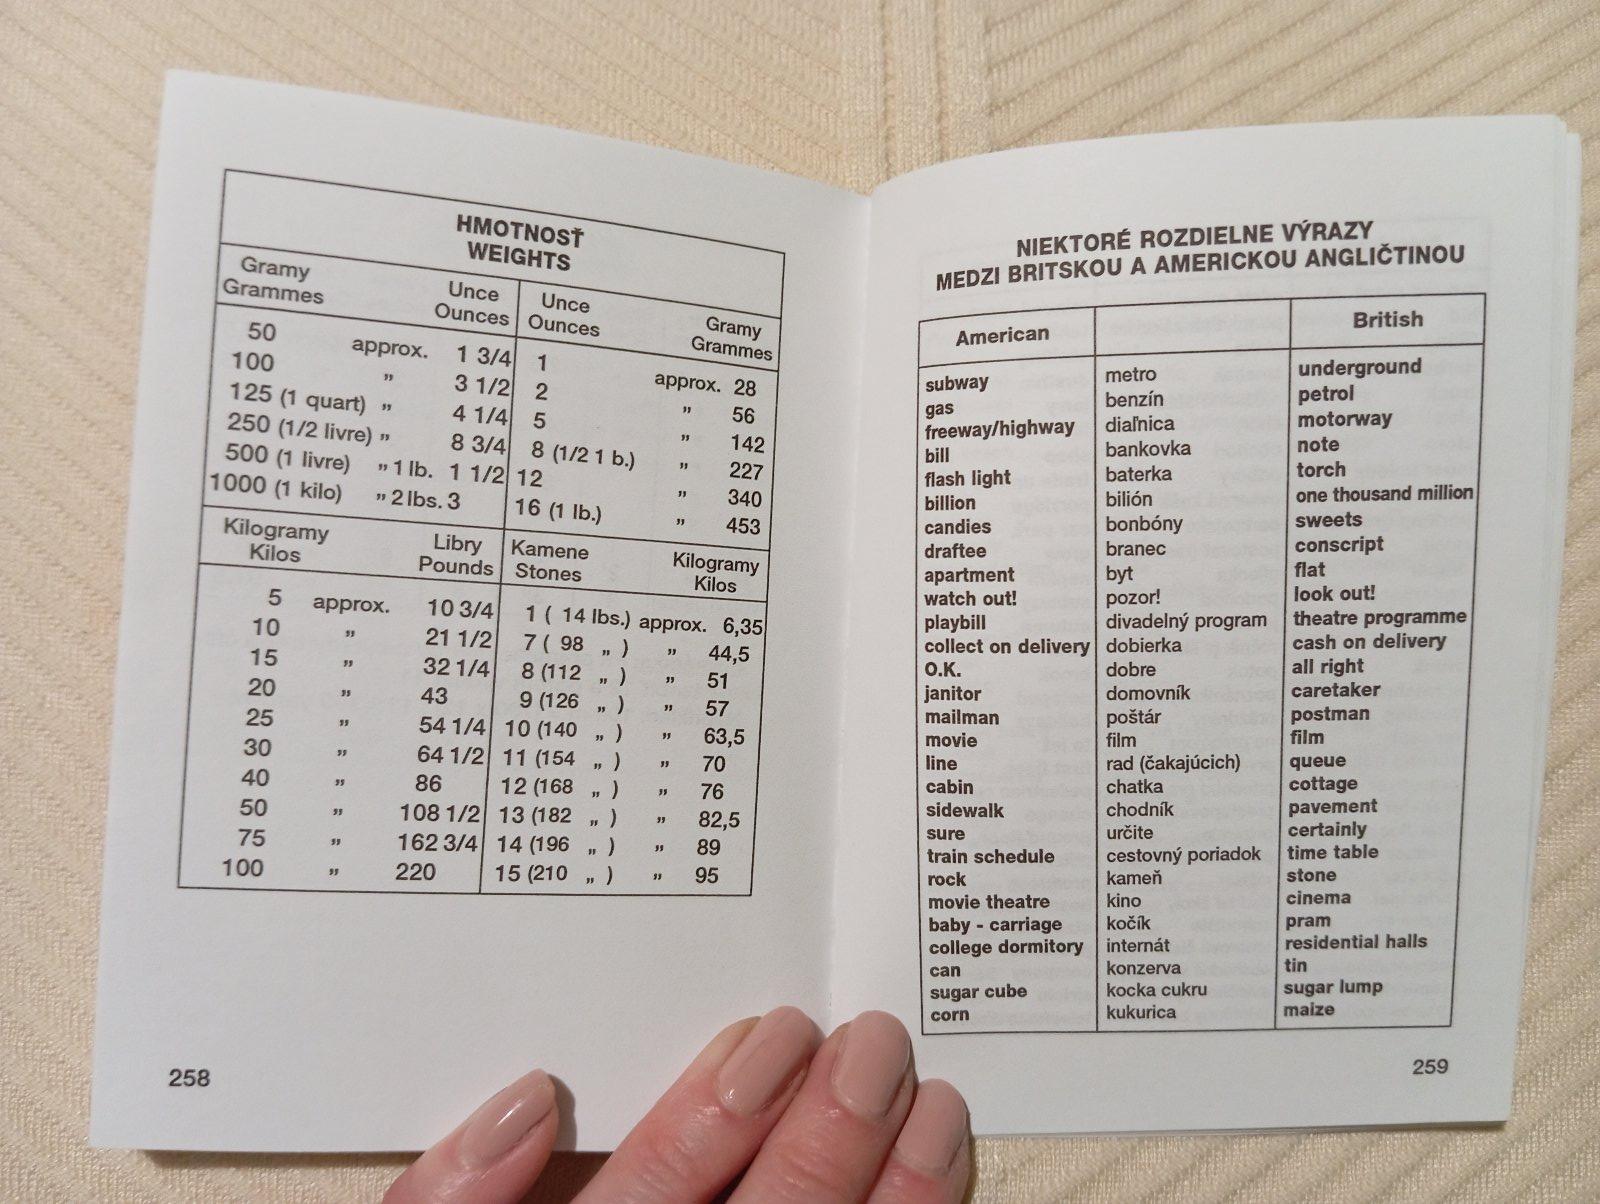 HMOTNOSŤ
WEIGHTS
Gramy Unce Unce Gramy
Grammes Ounces Ounces Grammes
50 approx. 1 3/4 1 approx. 28
100 " 3 1/2 2 " 56
125 (1 quart) " 4 1/4 5 " 142
250 (1/2 livre) " 8 3/4 8 (1/2 1 b.) " 227
500 (1 livre) " 1 lb. 1 1/2 12 " 340
1000 (1 kilo) " 2 lbs. 3 16 (1 lb.) " 453
Kilogramy Libry Kamene Kilogramy
Kilos Pounds Stones Kilos
5 approx. 10 3/4 1 ( 14 lbs.) approx. 6,35
10 " 21 1/2 7 ( 98 " ) " 44,5
15 " 32 1/4 8 (112 " ) " 51
20 " 43 9 (126 " ) " 57
25 " 54 1/4 10 (140 " ) " 63,5
30 " 64 1/2 11 (154 " ) " 70
40 " 86 12 (168 " ) " 76
50 " 108 1/2 13 (182 " ) " 82,5
75 " 162 3/4 14 (196 " ) " 89
100 " 220 15 (210 " ) " 95
258
NIEKTORÉ ROZDIELNE VÝRAZY
MEDZI BRITSKOU A AMERICKOU ANGLIČTINOU
American British
subway metro underground
gas benzín petrol
freeway/highway diaľnica motorway
bill bankovka note
flash light baterka torch
billion bilión one thousand million
candies bonbóny sweets
draftee branec conscript
apartment byt flat
watch out! pozor! look out!
playbill divadelný program theatre programme
collect on delivery dobierka cash on delivery
O.K. dobre all right
janitor domovník caretaker
mailman poštár postman
movie film film
line rad (čakajúcich) queue
cabin chatka cottage
sidewalk chodník pavement
sure určite certainly
train schedule cestovný poriadok time table
rock kameň stone
movie theatre kino cinema
baby - carriage kočík pram
college dormitory internát residential halls
can konzerva tin
sugar cube kocka cukru sugar lump
corn kukurica maize
259